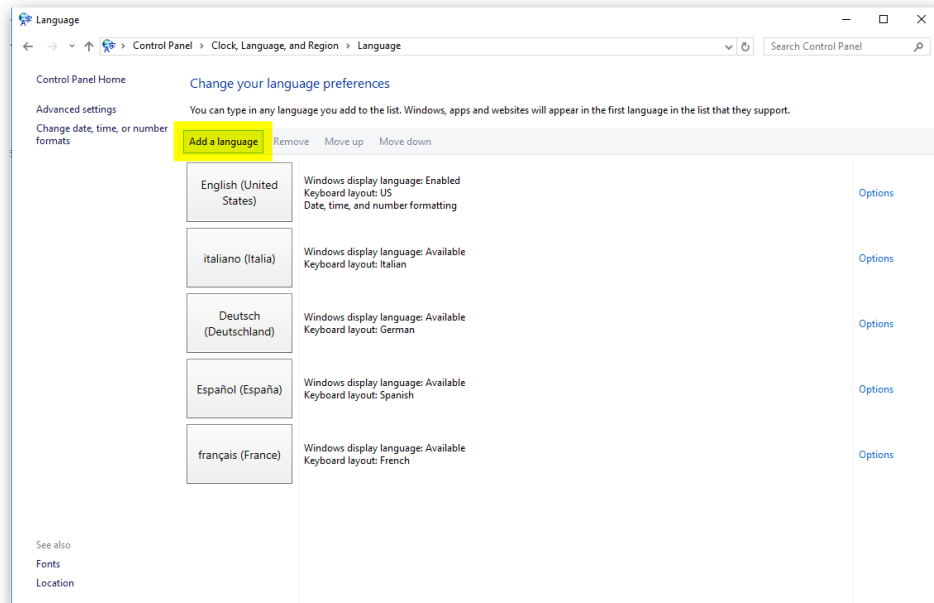 Language
Control Panel > Clock, Language, and Region > Language
Search Control Panel
Control Panel Home
Advanced settings
Change date, time, or number
formats
Change your language preferences
You can type in any language you add to the list. Windows, apps and websites will appear in the first language in the list that they support.
Add a language Remove Move up Move down
English (United
States)
Windows display language: Enabled
Keyboard layout: US
Date, time, and number formatting
Options
italiano (Italia)
Windows display language: Available
Keyboard layout: Italian
Options
Deutsch
(Deutschland)
Windows display language: Available
Keyboard layout: German
Options
Español (España)
Windows display language: Available
Keyboard layout: Spanish
Options
français (France)
Windows display language: Available
Keyboard layout: French
Options
See also
Fonts
Location